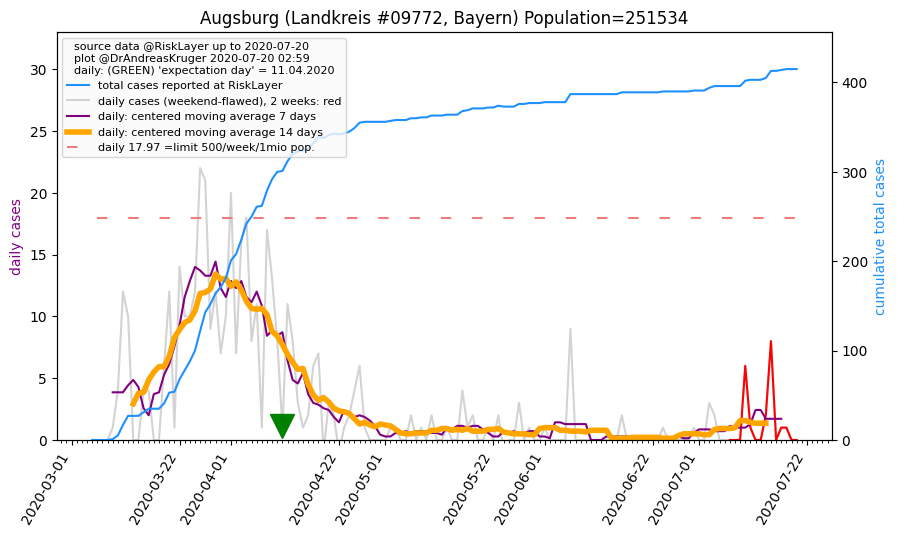 Augsburg (Landkreis #09772, Bayern) Population=251534
source data @RiskLayer up to 2020-07-20
plot @DrAndreasKruger 2020-07-20 02:59
daily: (GREEN) 'expectation day' = 11.04.2020
total cases reported at RiskLayer
daily cases (weekend-flawed), 2 weeks: red
daily: centered moving average 7 days
daily: centered moving average 14 days
daily 17.97 =limit 500/week/1mio pop.
daily cases
30
25
20
15
10
5
0
cumulative total cases
400
300
200
100
0
2020-03-01
2020-03-22
2020-04-01
2020-04-22
2020-05-01
2020-05-22
2020-06-01
2020-06-22
2020-07-01
2020-07-22